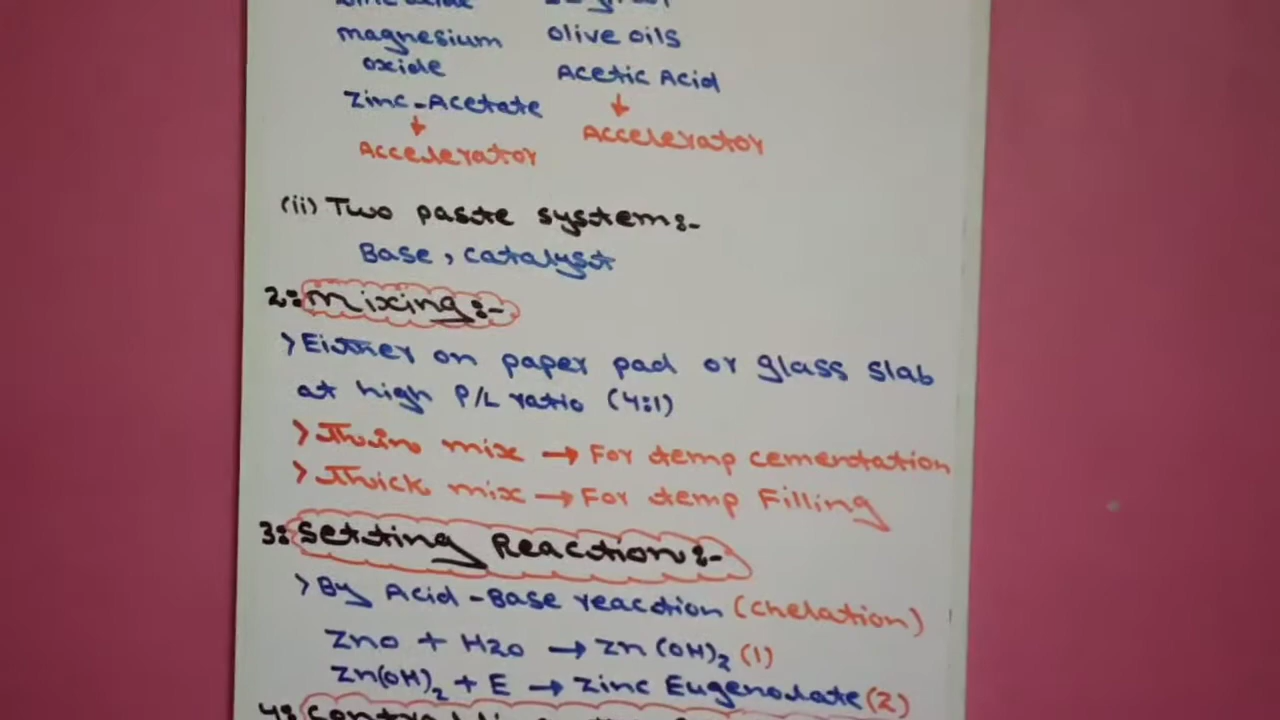 magnesium olive oils
oxide Acetic Acid
Zinc-Acetate
Accelerator Accelerator
(ii) Two paste system:-
Base, catalyst
2: mixing:-
> Either on paper pad or glass slab
at high P/L ratio (4:1)
> Thin mix → For temp cementation
> Thick mix → For temp Filling
3: Setting Reaction:-
> By Acid-Base reaction (chelation)
ZnO + H2O → Zn(OH)2 (1)
Zn(OH)2 + E → Zinc Eugenolate (2)
4: